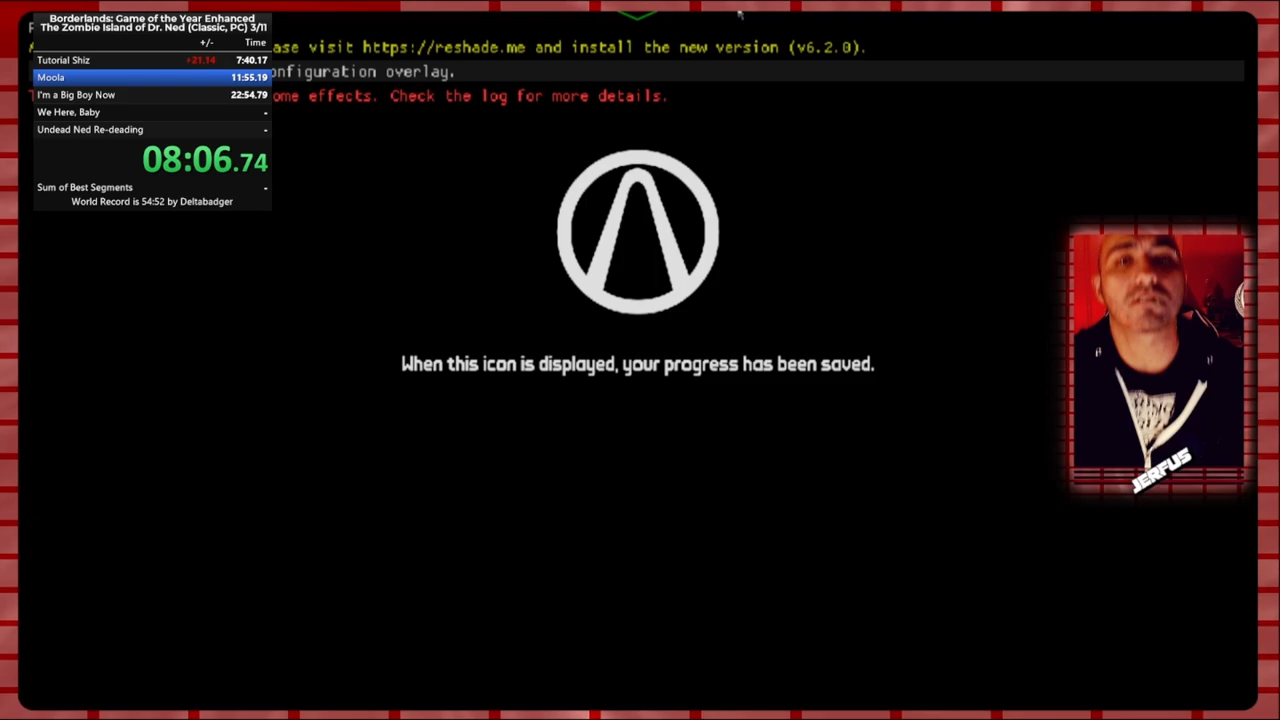 Borderlands: Game of the Year Enhanced
The Zombie Island of Dr. Ned (Classic, PC) 3/11
+/- Time
Tutorial Shiz +21.14 7:40.17
Moola 11:55.19
I'm a Big Boy Now 22:54.79
We Here, Baby -
Undead Ned Re-deading -
08:06.74
Sum of Best Segments -
World Record is 54:52 by Deltabadger
ase visit https://reshade.me and install the new version (v6.2.0).
onfiguration overlay.
ome effects. Check the log for more details.
When this icon is displayed, your progress has been saved.
JERFUS